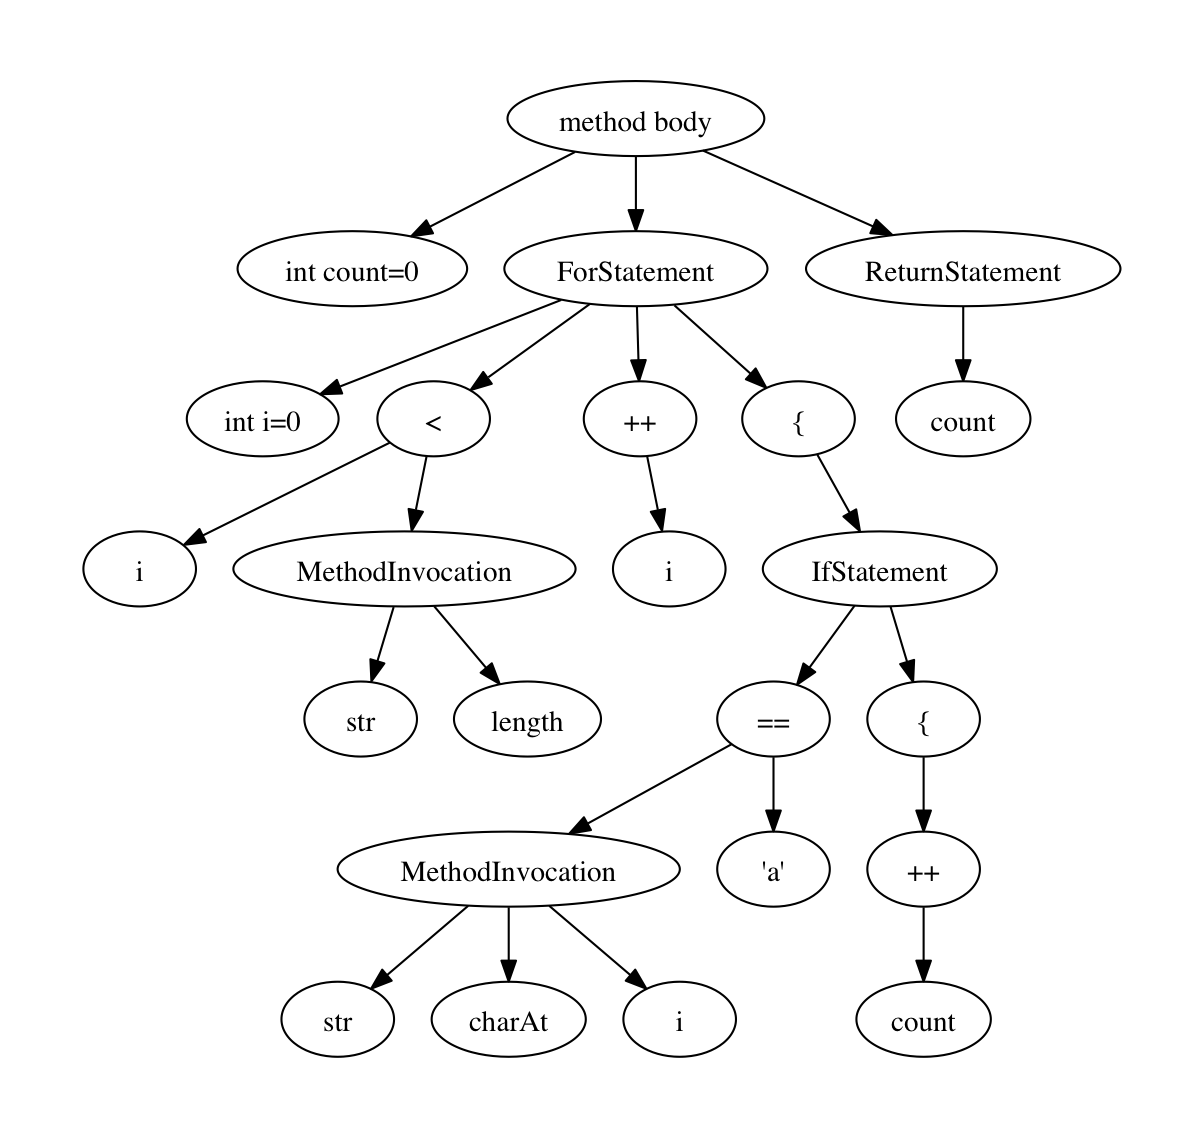 method body
int count=0
ForStatement
ReturnStatement
int i=0
<
++
{
count
i
MethodInvocation
i
IfStatement
str
length
==
{
MethodInvocation
'a'
++
str
charAt
i
count